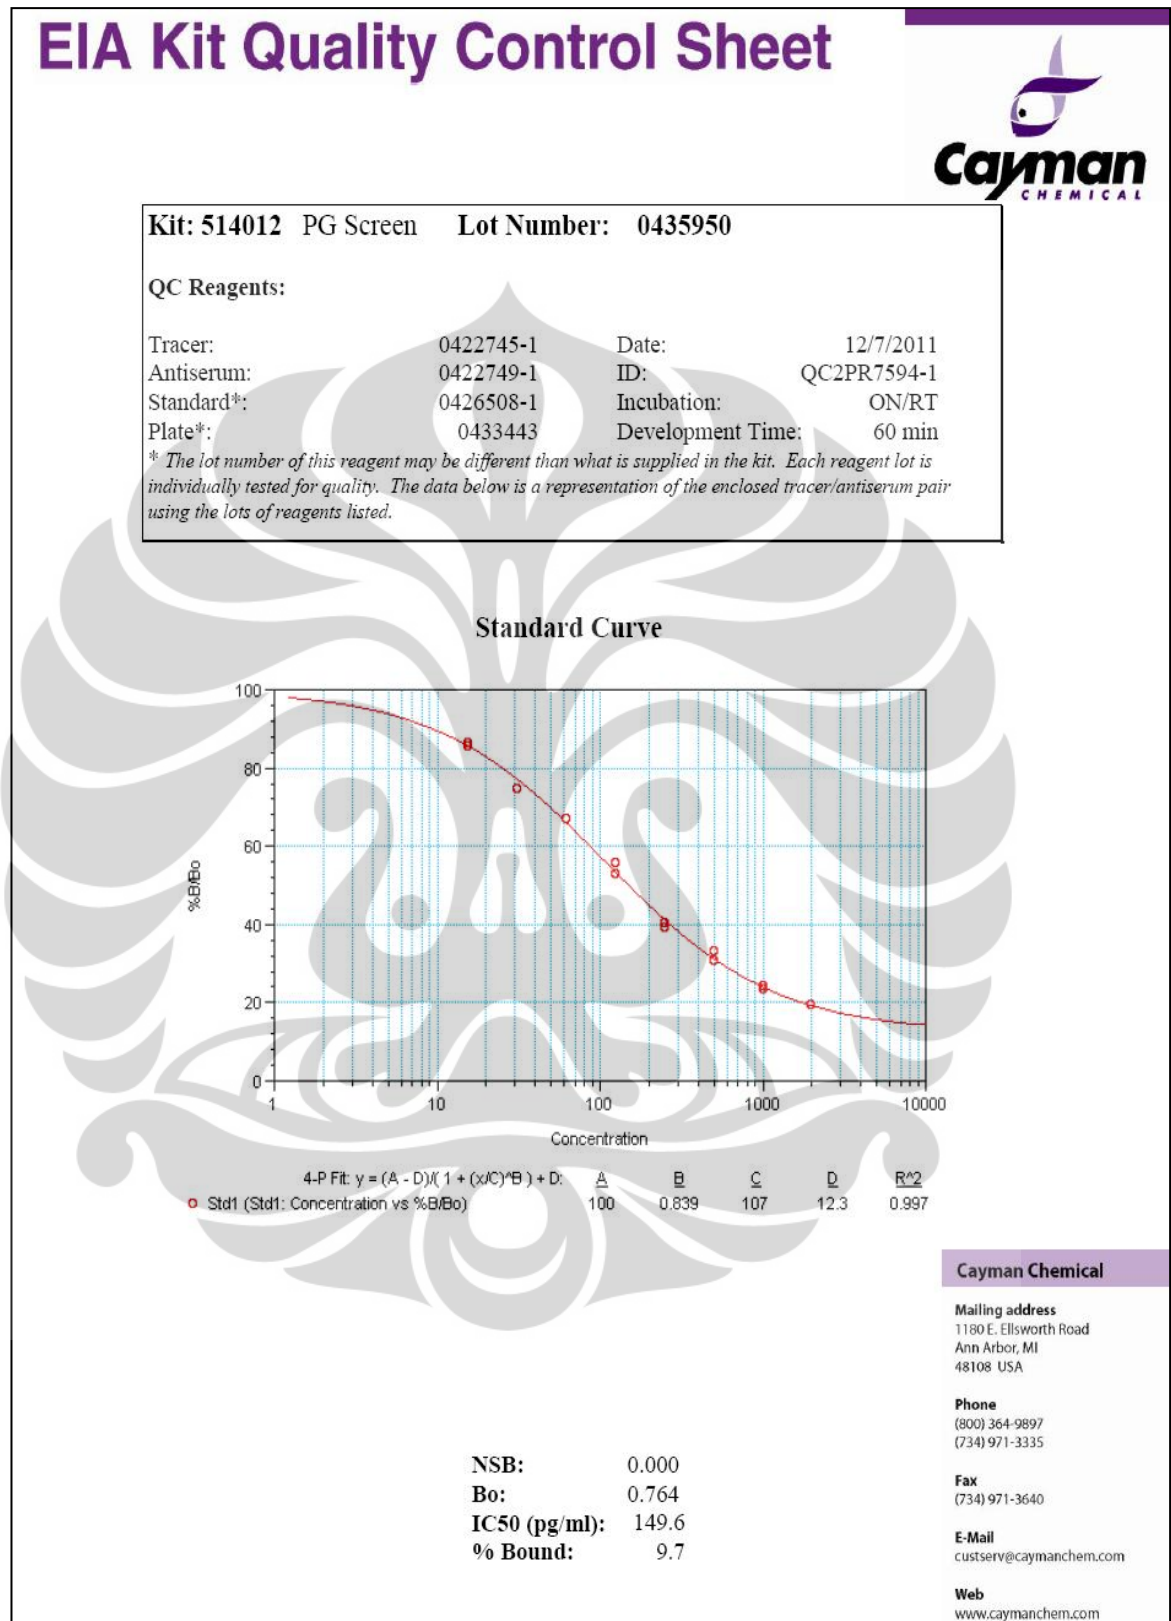 EIA Kit Quality Control Sheet
Cayman
CHEMICAL
Kit: 514012 PG Screen Lot Number: 0435950
QC Reagents:
Tracer: 0422745-1 Date: 12/7/2011
Antiserum: 0422749-1 ID: QC2PR7594-1
Standard*: 0426508-1 Incubation: ON/RT
Plate*: 0433443 Development Time: 60 min
* The lot number of this reagent may be different than what is supplied in the kit. Each reagent lot is
individually tested for quality. The data below is a representation of the enclosed tracer/antiserum pair
using the lots of reagents listed.
Standard Curve
100
80
60
40
20
0
%B/Bo
1 10 100 1000 10000
Concentration
4-P Fit: y = (A - D)/( 1 + (x/C)^B ) + D: A B C D R^2
Std1 (Std1: Concentration vs %B/Bo) 100 0.839 107 12.3 0.997
NSB: 0.000
Bo: 0.764
IC50 (pg/ml): 149.6
% Bound: 9.7
Cayman Chemical
Mailing address
1180 E. Ellsworth Road
Ann Arbor, MI
48108 USA
Phone
(800) 364-9897
(734) 971-3335
Fax
(734) 971-3640
E-Mail
custserv@caymanchem.com
Web
www.caymanchem.com